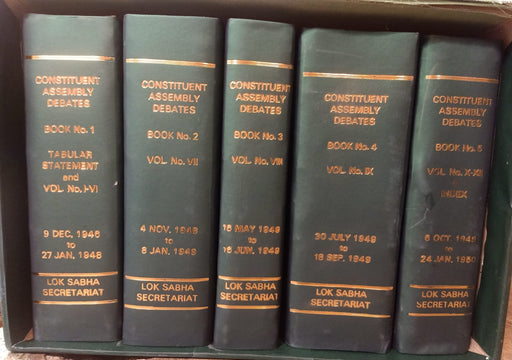 CONSTITUENT
ASSEMBLY
DEBATES
BOOK No. 1
TABULAR
STATEMENT
and
VOL. No. I-VI
9 DEC. 1946
to
27 JAN. 1948
LOK SABHA
SECRETARIAT
CONSTITUENT
ASSEMBLY
DEBATES
BOOK No. 2
VOL. No. VII
4 NOV. 1948
to
8 JAN. 1949
LOK SABHA
SECRETARIAT
CONSTITUENT
ASSEMBLY
DEBATES
BOOK No. 3
VOL. No. VIII
16 MAY 1949
to
16 JUN. 1949
LOK SABHA
SECRETARIAT
CONSTITUENT
ASSEMBLY
DEBATES
BOOK No. 4
VOL. No. IX
30 JULY 1949
to
18 SEP. 1949
LOK SABHA
SECRETARIAT
CONSTITUENT
ASSEMBLY
DEBATES
BOOK No. 5
VOL. No. X-XII
INDEX
6 OCT. 1949
to
24 JAN. 1950
LOK SABHA
SECRETARIAT